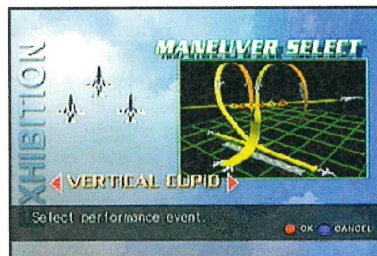 MANEUVER SELECT
XHIBITION
VERTICAL CUPID
Select performance event.
OK CANCEL